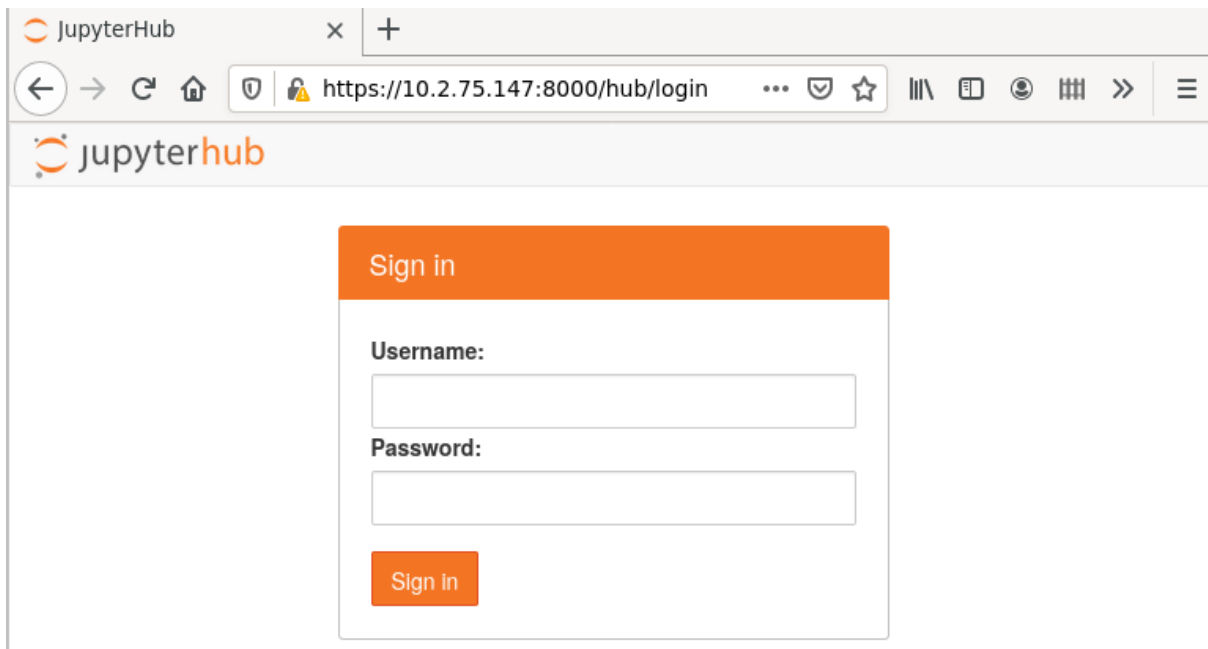 JupyterHub
https://10.2.75.147:8000/hub/login
jupyterhub
Sign in
Username:
Password:
Sign in